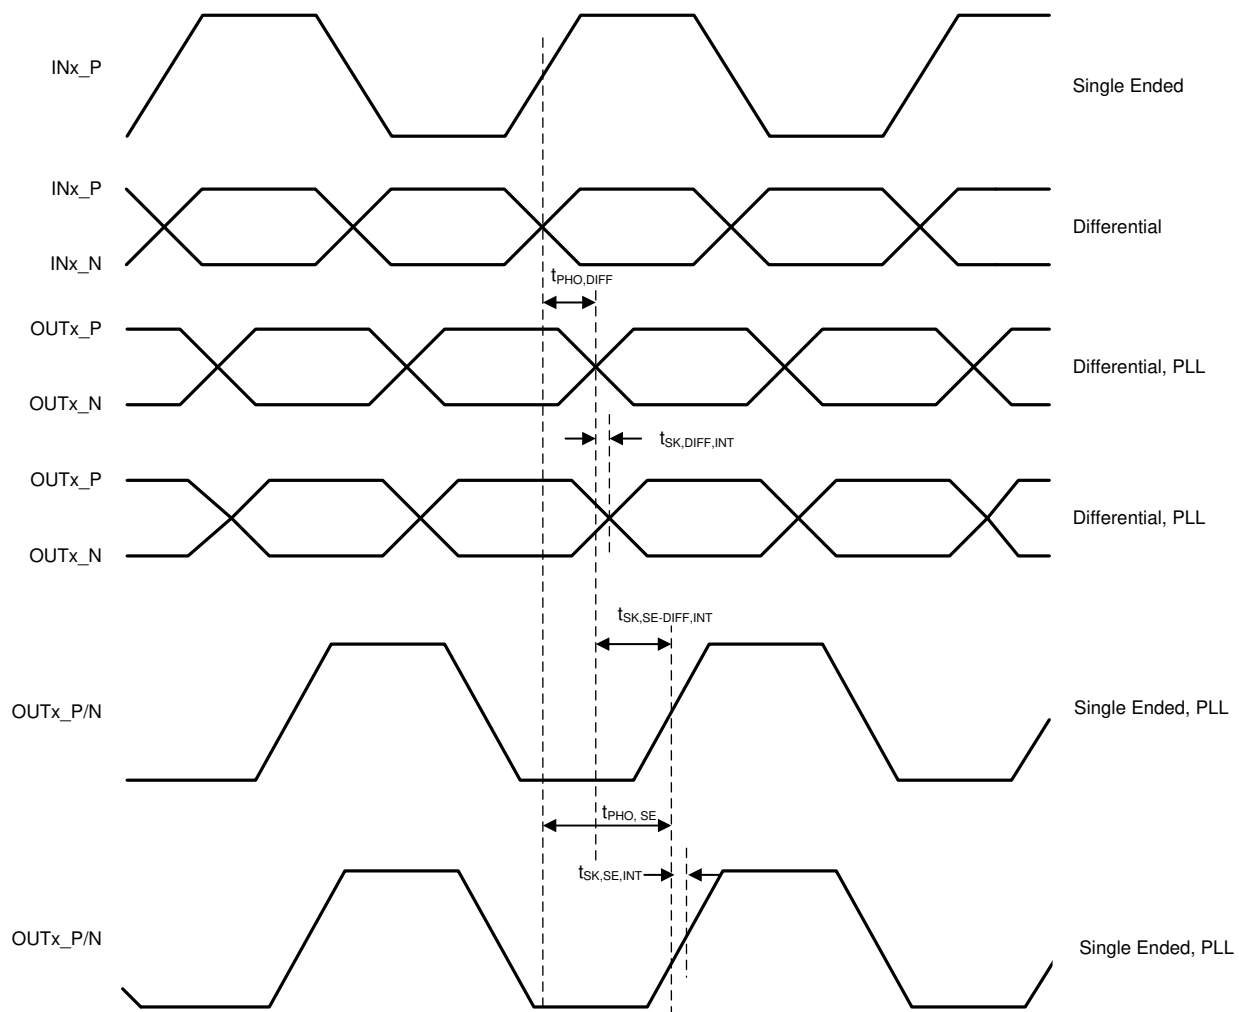 INx_P
Single Ended
INx_P
Differential
INx_N
tPHO,DIFF
OUTx_P
Differential, PLL
OUTx_N
tSK,DIFF,INT
OUTx_P
Differential, PLL
OUTx_N
tSK,SE-DIFF,INT
OUTx_P/N
Single Ended, PLL
tPHO, SE
tSK,SE,INT
OUTx_P/N
Single Ended, PLL